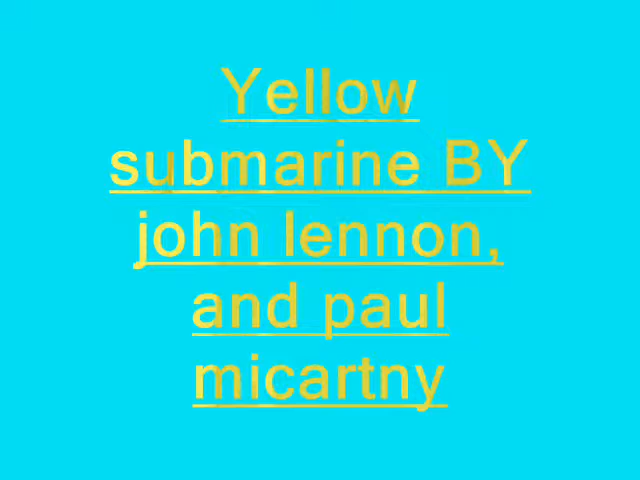 Yellow
submarine BY
john lennon,
and paul
micartny